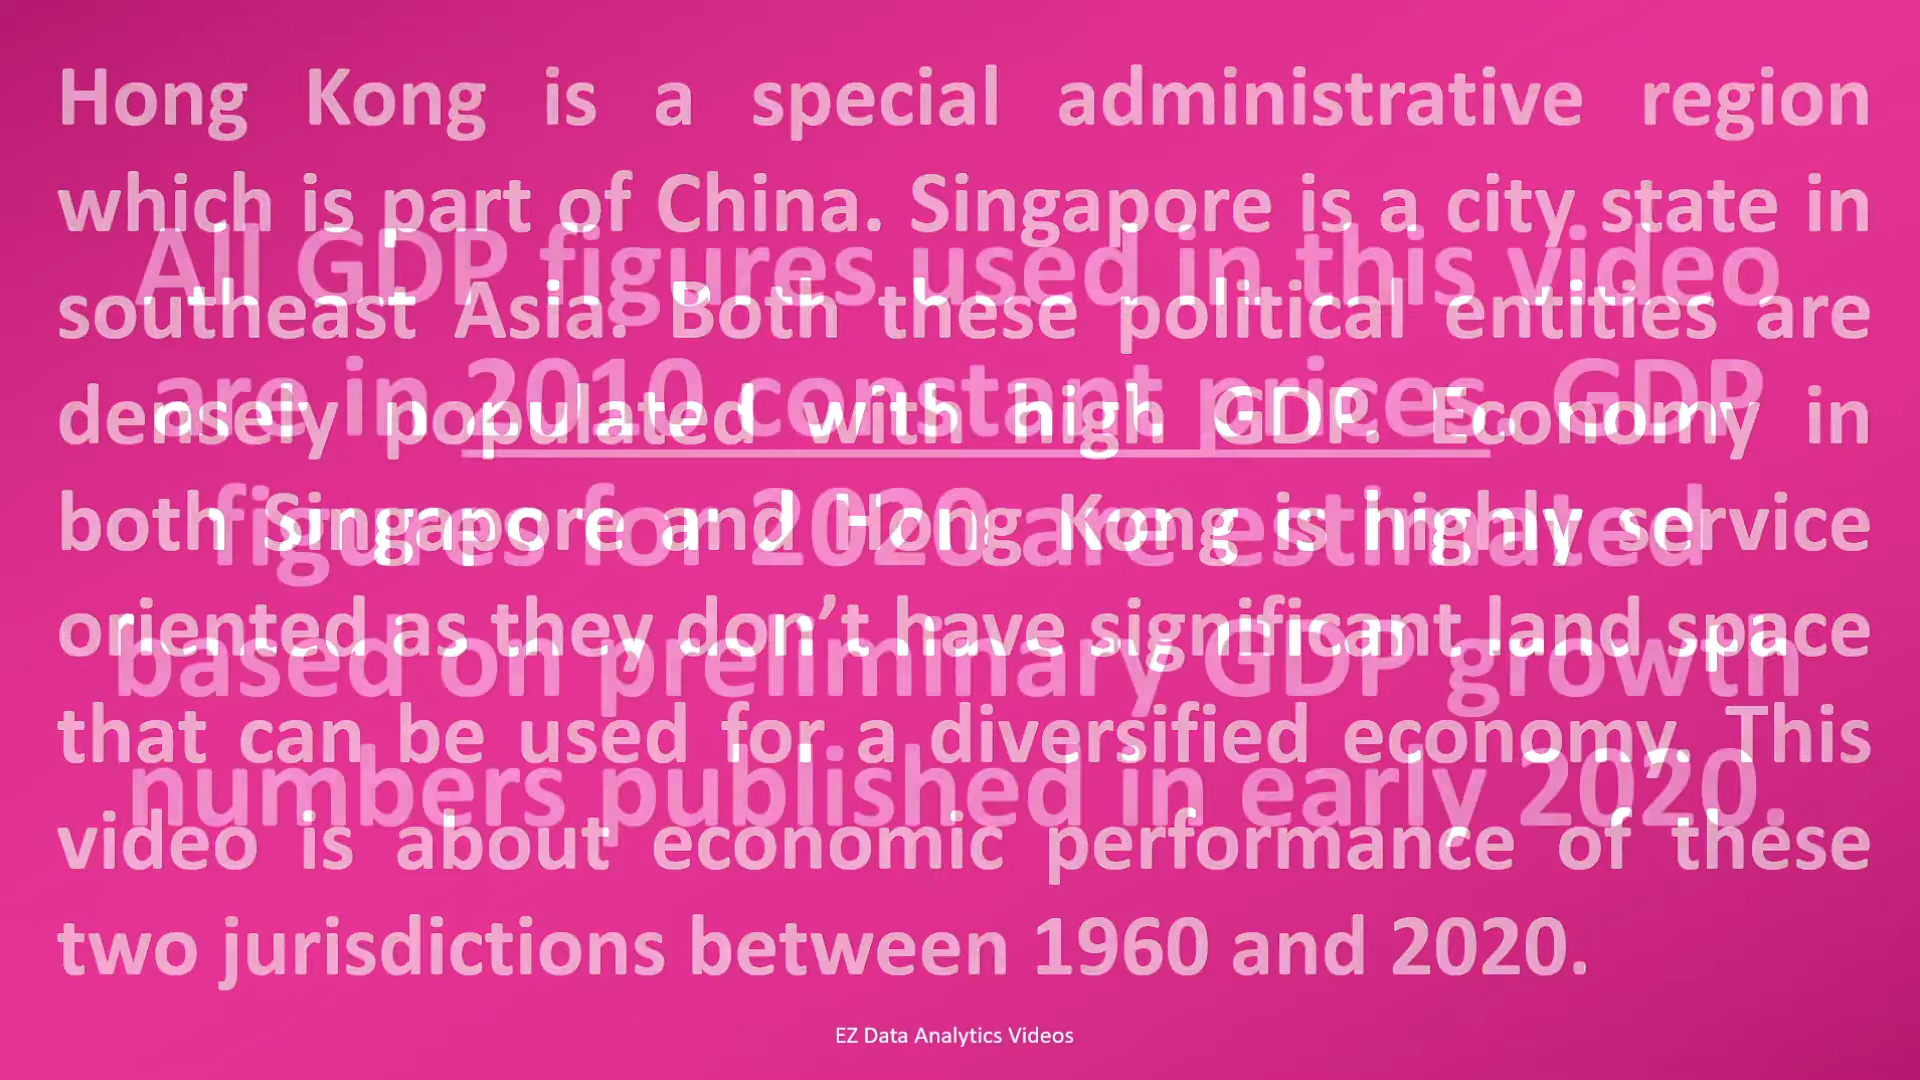 Hong Kong is a special administrative region
which is part of China. Singapore is a city state in
southeast Asia. Both these political entities are
densely populated with high GDP. Economy in
both Singapore and Hong Kong is highly service
oriented as they don’t have significant land space
that can be used for a diversified economy. This
video is about economic performance of these
two jurisdictions between 1960 and 2020.
All GDP figures used in this video
are in 2010 constant prices. GDP
figures for 2020 are estimated
based on preliminary GDP growth
numbers published in early 2020.
EZ Data Analytics Videos